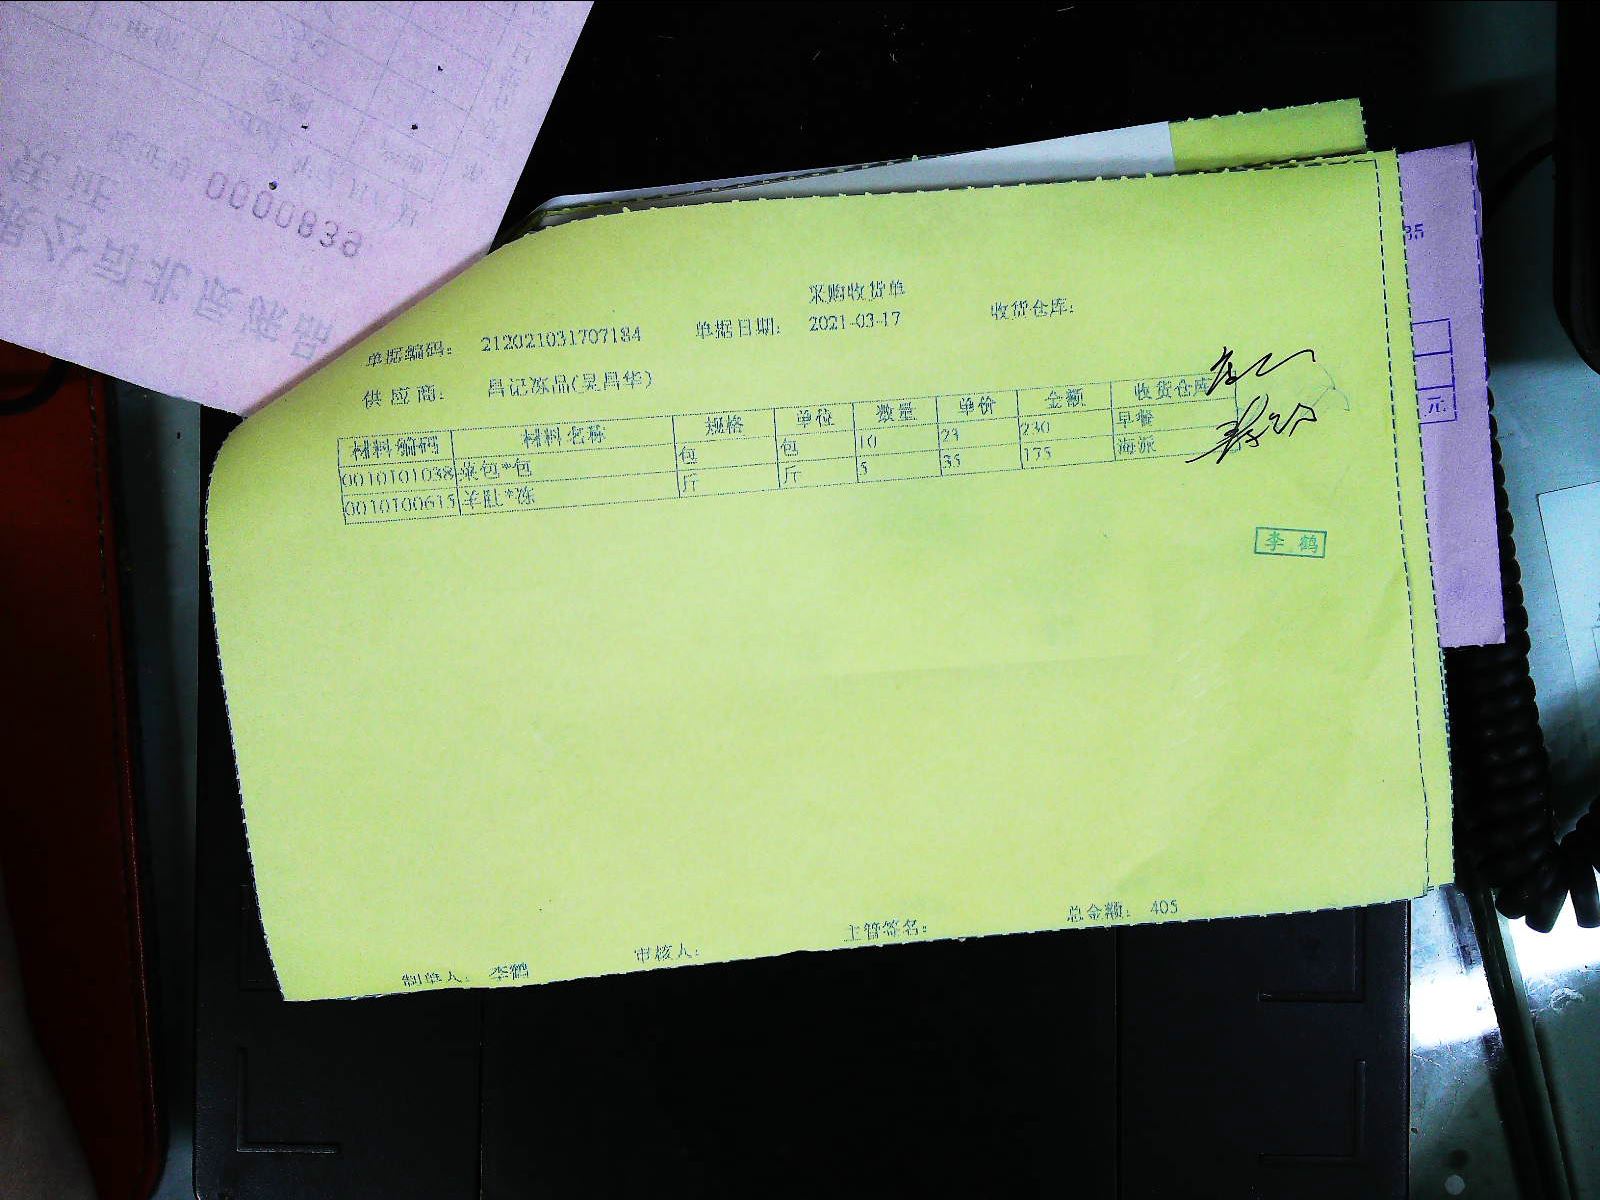 采购收货单
单据编码： 212021031707184 单据日期： 2021-03-17 收货仓库：
供应商： 昌记冻品(吴昌华)
材料编码 材料名称 规格 单位 数量 单价 金额 收货仓库
0010101038 *包 包 包 10 23 230 早餐
0010100615 羊肚*冻 斤 斤 5 35 175 海派
李鹤
制单人： 李鹤 审核人： 主管签名： 总金额： 405
0000839
35
元